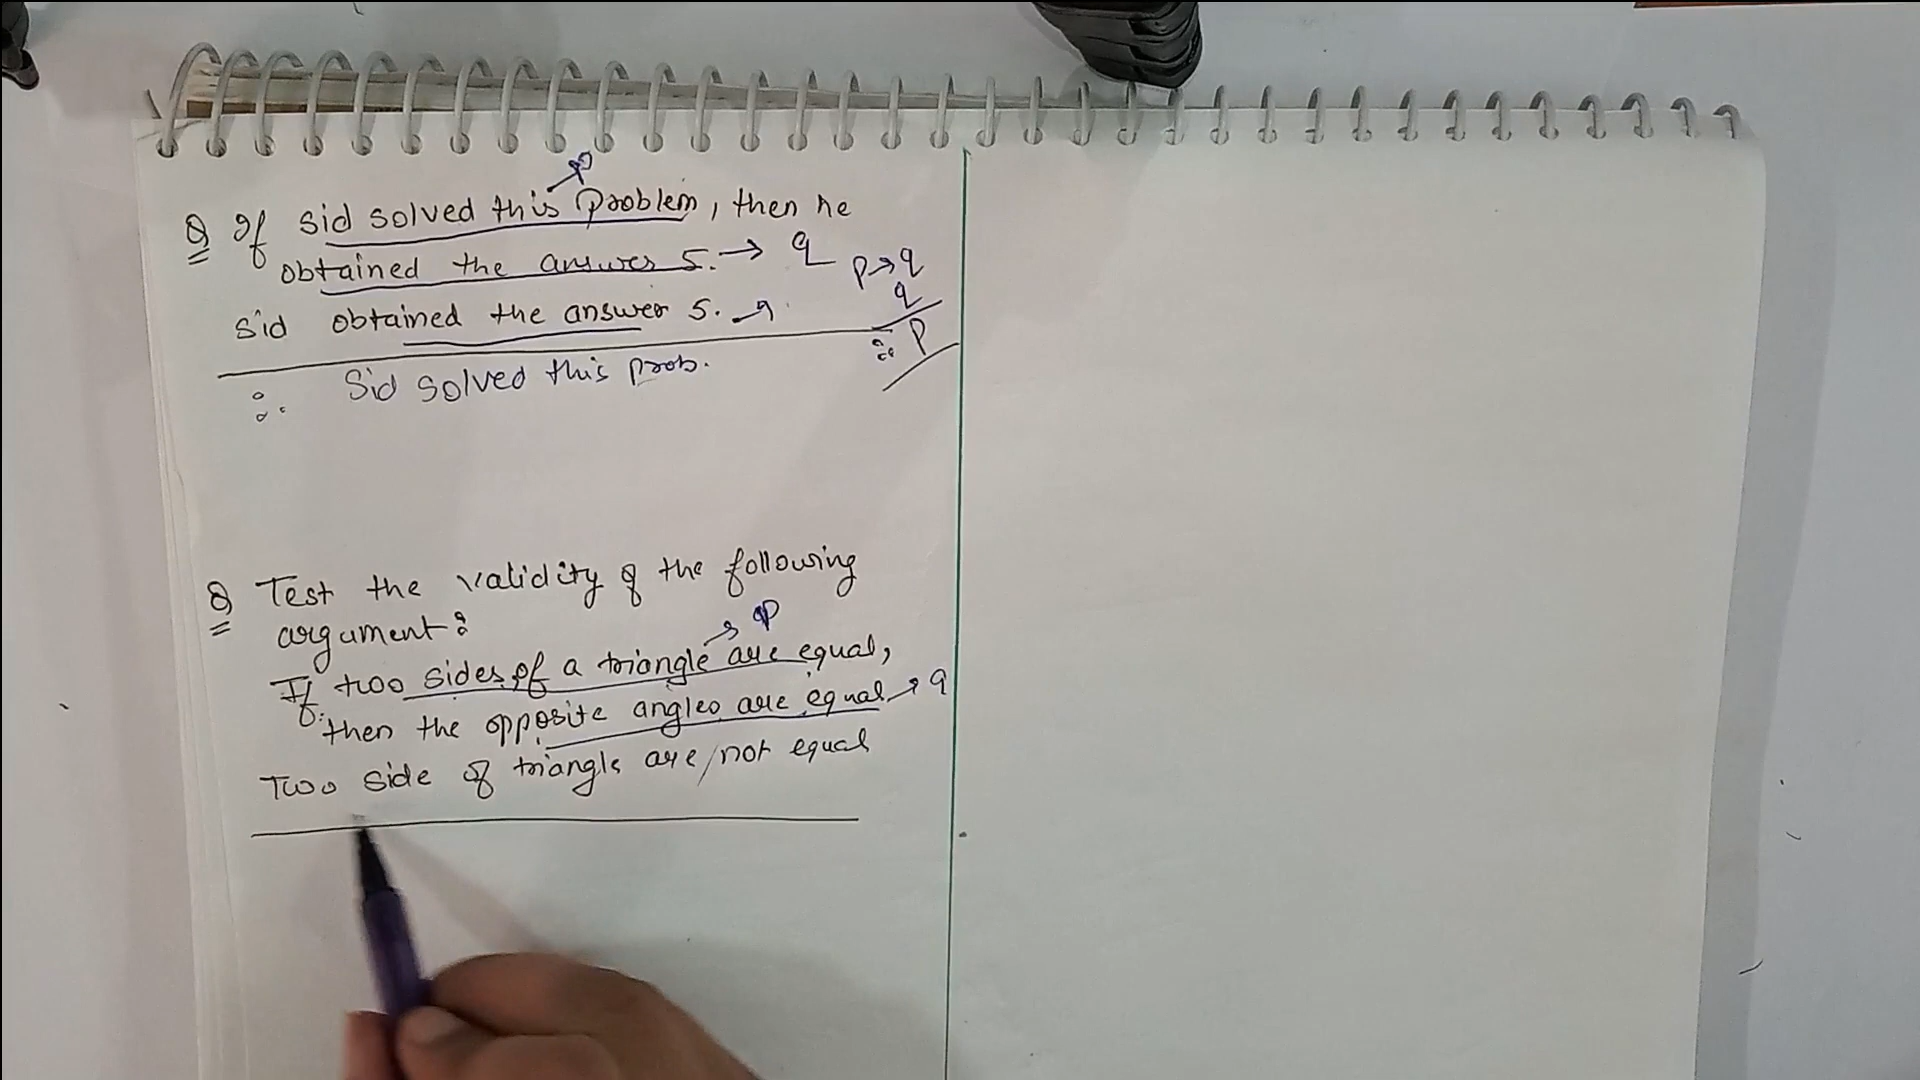 p
Q If sid solved this Problem, then he
obtained the answer 5. → q
p→q
Sid obtained the answer 5. → q
q
∴ Sid solved this prob.
∴ P
Q Test the validity of the following
argument:
p
If two sides of a triangle are equal,
then the opposite angles are equal → q
Two side of triangle are not equal